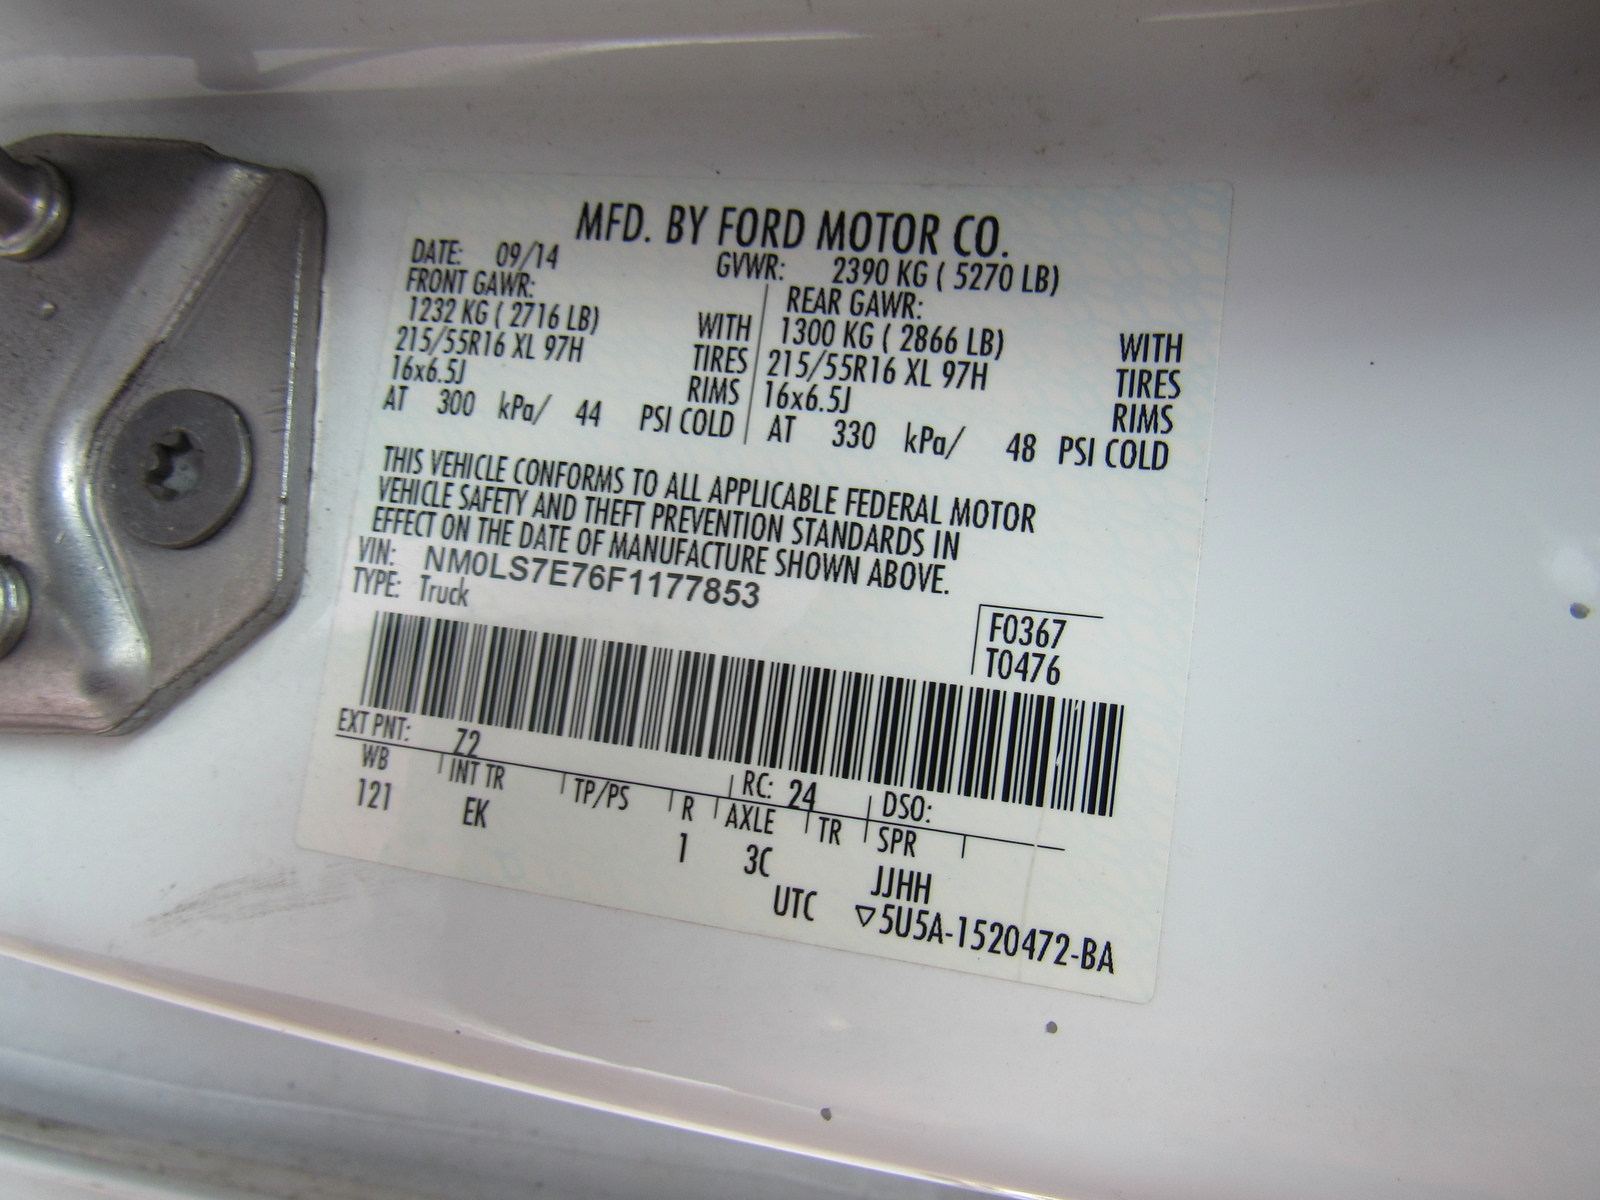 MFD. BY FORD MOTOR CO.
DATE: 09/14 GVWR: 2390 KG ( 5270 LB)
FRONT GAWR: REAR GAWR:
1232 KG ( 2716 LB) WITH 1300 KG ( 2866 LB) WITH
215/55R16 XL 97H TIRES 215/55R16 XL 97H TIRES
16x6.5J RIMS 16x6.5J RIMS
AT 300 kPa/ 44 PSI COLD AT 330 kPa/ 48 PSI COLD
THIS VEHICLE CONFORMS TO ALL APPLICABLE FEDERAL MOTOR
VEHICLE SAFETY AND THEFT PREVENTION STANDARDS IN
EFFECT ON THE DATE OF MANUFACTURE SHOWN ABOVE.
VIN: NM0LS7E76F1177853
TYPE: Truck
F0367
T0476
EXT PNT: Z2 RC: 24 DSO:
WB INT TR TP/PS R AXLE TR SPR
121 EK 1 3C JJHH
UTC ▽5U5A-1520472-BA